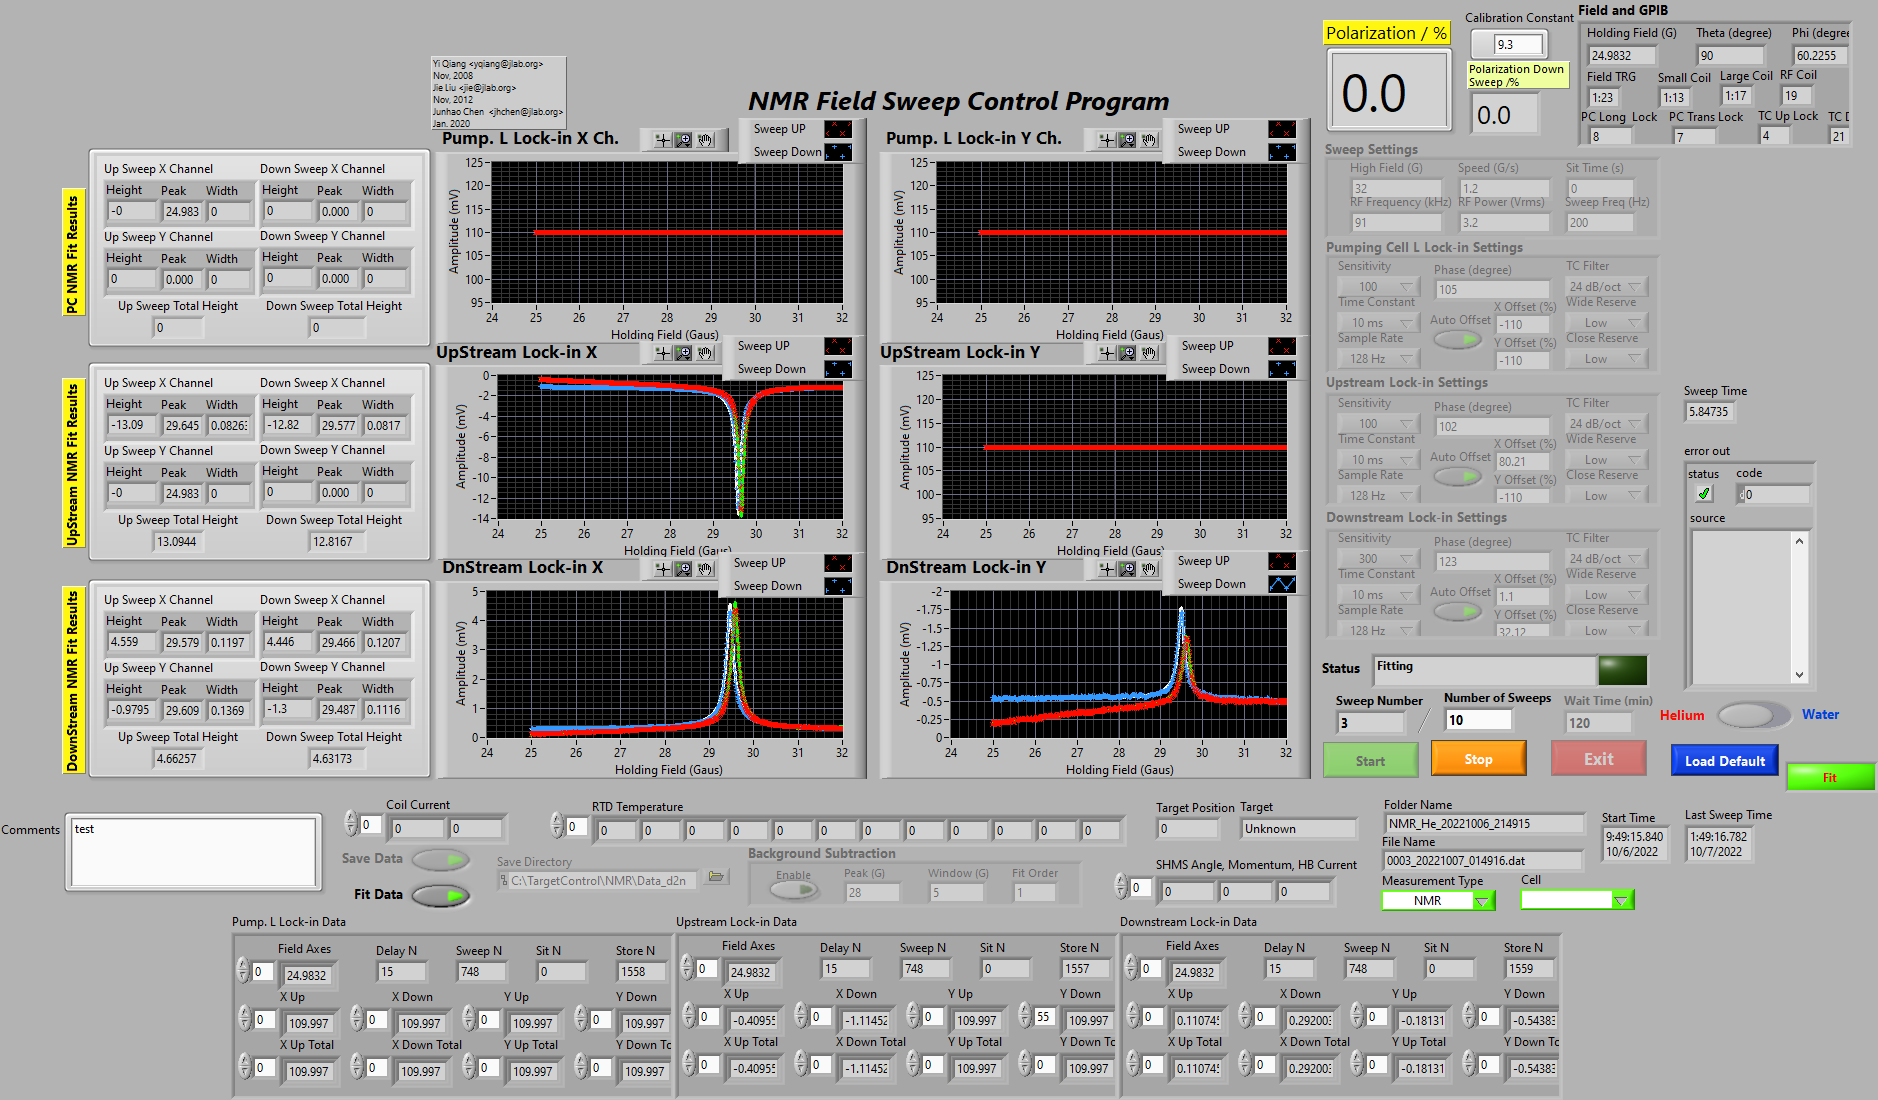 Yi Qiang <yqiang@jlab.org>
Nov, 2008
Jie Liu <jie@jlab.org>
Nov, 2012
Junhao Chen <jhchen@jlab.org>
Jan. 2020
NMR Field Sweep Control Program
Polarization / %
0.0
Calibration Constant
9.3
Polarization Down
Sweep /%
0.0
Field and GPIB
Holding Field (G) Theta (degree) Phi (degree
24.9832 90 60.2255
Field TRG Small Coil Large Coil RF Coil
1:23 1:13 1:17 19
PC Long Lock PC Trans Lock TC Up Lock TC D
8 7 4 21
PC NMR Fit Results
Up Sweep X Channel Down Sweep X Channel
Height Peak Width Height Peak Width
-0 24.983 0 0 0.000 0
Up Sweep Y Channel Down Sweep Y Channel
0 0.000 0 0 0.000 0
Up Sweep Total Height Down Sweep Total Height
0 0
Pump. L Lock-in X Ch.
Sweep UP
Sweep Down
Amplitude (mV)
125
120
115
110
105
100
95
24 25 26 27 28 29 30 31 32
Holding Field (Gaus)
Pump. L Lock-in Y Ch.
Sweep UP
Sweep Down
Amplitude (mV)
125
120
115
110
105
100
95
24 25 26 27 28 29 30 31 32
Holding Field (Gaus)
Sweep Settings
High Field (G) Speed (G/s) Sit Time (s)
32 1.2 0
RF Frequency (kHz) RF Power (Vrms) Sweep Freq (Hz)
91 3.2 200
Pumping Cell L Lock-in Settings
Sensitivity Phase (degree) TC Filter
100 105 24 dB/oct
Time Constant X Offset (%) Wide Reserve
10 ms Auto Offset -110 Low
Sample Rate Y Offset (%) Close Reserve
128 Hz -110 Low
UpStream NMR Fit Results
Up Sweep X Channel Down Sweep X Channel
Height Peak Width Height Peak Width
-13.09 29.645 0.0826 -12.82 29.577 0.0817
Up Sweep Y Channel Down Sweep Y Channel
Height Peak Width Height Peak Width
-0 24.983 0 0 0.000 0
Up Sweep Total Height Down Sweep Total Height
13.0944 12.8167
UpStream Lock-in X
Sweep UP
Sweep Down
Amplitude (mV)
0
-2
-4
-6
-8
-10
-12
-14
24 25 26 27 28 29 30 31 32
Holding Field (Gaus)
UpStream Lock-in Y
Sweep UP
Sweep Down
Amplitude (mV)
125
120
115
110
105
100
95
24 25 26 27 28 29 30 31 32
Holding Field (Gaus)
Upstream Lock-in Settings
Sensitivity Phase (degree) TC Filter
100 102 24 dB/oct
Time Constant X Offset (%) Wide Reserve
10 ms Auto Offset 80.21 Low
Sample Rate Y Offset (%) Close Reserve
128 Hz -110 Low
Sweep Time
5.84735
error out
status code
0
source
DownStream NMR Fit Results
Up Sweep X Channel Down Sweep X Channel
Height Peak Width Height Peak Width
4.559 29.579 0.1197 4.446 29.466 0.1207
Up Sweep Y Channel Down Sweep Y Channel
Height Peak Width Height Peak Width
-0.9795 29.609 0.1369 -1.3 29.487 0.1116
Up Sweep Total Height Down Sweep Total Height
4.66257 4.63173
DnStream Lock-in X
Sweep UP
Sweep Down
Amplitude (mV)
5
4
3
2
1
0
24 25 26 27 28 29 30 31 32
Holding Field (Gaus)
DnStream Lock-in Y
Sweep UP
Sweep Down
Amplitude (mV)
-2
-1.75
-1.5
-1.25
-1
-0.75
-0.5
-0.25
0
24 25 26 27 28 29 30 31 32
Holding Field (Gaus)
Downstream Lock-in Settings
Sensitivity Phase (degree) TC Filter
300 123 24 dB/oct
Time Constant X Offset (%) Wide Reserve
10 ms Auto Offset 1.1 Low
Sample Rate Y Offset (%) Close Reserve
128 Hz 32.12 Low
Status Fitting
Sweep Number Number of Sweeps Wait Time (min)
3 / 10 120
Helium Water
Start Stop Exit Load Default Fit
Comments test
Coil Current
0 0 0
Save Data
Fit Data
RTD Temperature
0 0 0 0 0 0 0 0 0 0 0 0 0
Save Directory
C:\TargetControl\NMR\Data_d2n
Background Subtraction
Enable Peak (G) Window (G) Fit Order
28 5 1
Target Position Target
0 Unknown
SHMS Angle, Momentum, HB Current
0 0 0 0
Folder Name
NMR_He_20221006_214915
File Name
0003_20221007_014916.dat
Measurement Type Cell
NMR
Start Time
9:49:15.840
10/6/2022
Last Sweep Time
1:49:16.782
10/7/2022
Pump. L Lock-in Data
Field Axes Delay N Sweep N Sit N Store N
0 24.9832 15 748 0 1558
X Up X Down Y Up Y Down
0 109.997 0 109.997 0 109.997 0 109.997
X Up Total X Down Total Y Up Total Y Down To
0 109.997 0 109.997 0 109.997 0 109.997
Upstream Lock-in Data
Field Axes Delay N Sweep N Sit N Store N
0 24.9832 15 748 0 1557
X Up X Down Y Up Y Down
0 -0.40955 0 -1.11452 0 109.997 55 109.997
X Up Total X Down Total Y Up Total Y Down To
0 -0.40955 0 -1.11452 0 109.997 0 109.997
Downstream Lock-in Data
Field Axes Delay N Sweep N Sit N Store N
0 24.9832 15 748 0 1559
X Up X Down Y Up Y Down
0 0.110745 0 0.292003 0 -0.18131 0 -0.54383
X Up Total X Down Total Y Up Total Y Down To
0 0.110745 0 0.292003 0 -0.18131 0 -0.54383